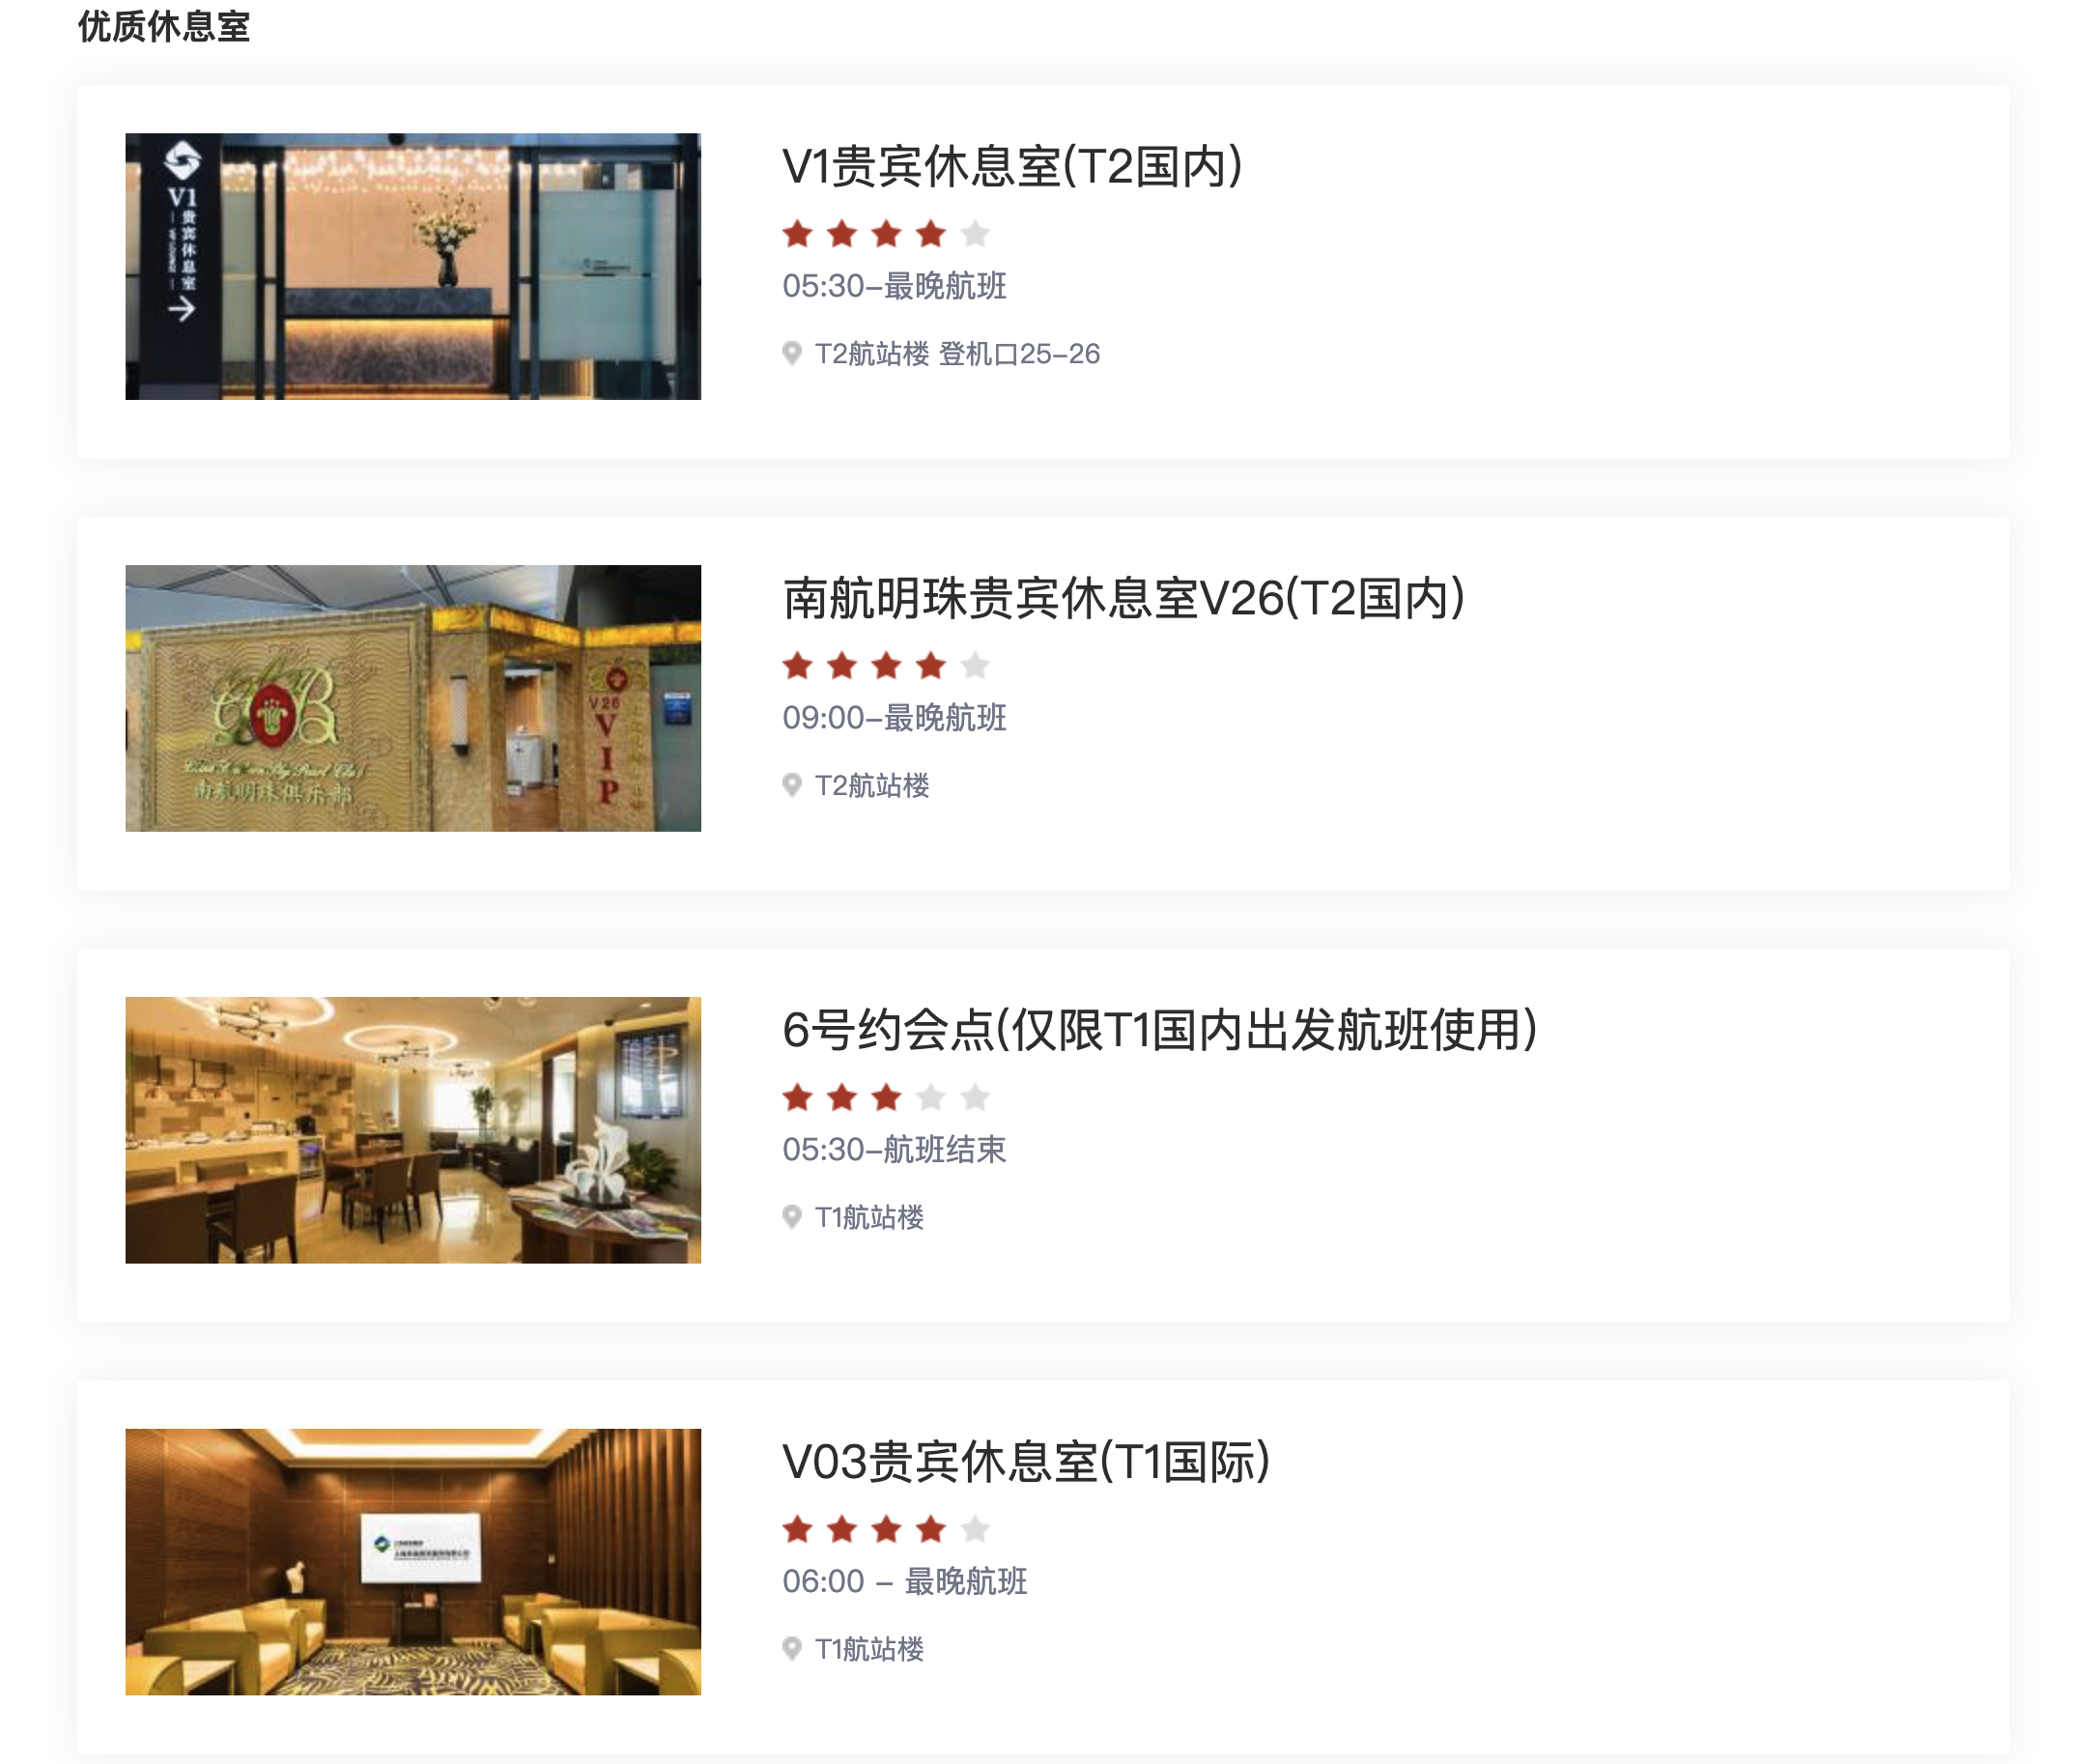 优质休息室
V1
贵宾休息室
V1贵宾休息室(T2国内)
05:30-最晚航班
T2航站楼 登机口25-26
南航明珠俱乐部
V26
VIP
南航明珠贵宾休息室V26(T2国内)
09:00-最晚航班
T2航站楼
6号约会点(仅限T1国内出发航班使用)
05:30-航班结束
T1航站楼
V03贵宾休息室(T1国际)
06:00 - 最晚航班
T1航站楼